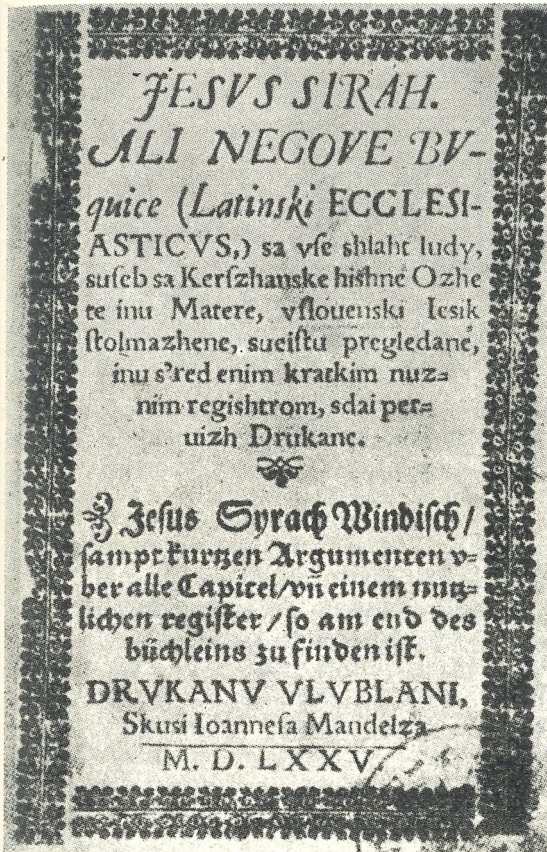 JESVS SIRAH.
ALI NEGOVE BV-
quice (Latinski ECCLESI-
ASTICVS,) sa vſe shlaht ludy,
suſeb sa Kerſzhanske hishne Ozhe
te inu Matere, vſlouenski Iesik
ſtolmazhene, sueiſtu pregledane,
inu s'red enim kratkim nuz⸗
nim regishtrom, sdai per⸗
uizh Drukane.
Jeſus Syrach Windiſch/
ſampt kurtzen Argumenten v⸗
ber alle Capitel/vñ einem nutz⸗
lichen regiſter/ſo am end des
büchleins zu finden iſt.
DRVKANV VLVBLANI,
Skusi Ioanneſa Mandelza
M. D. LXXV